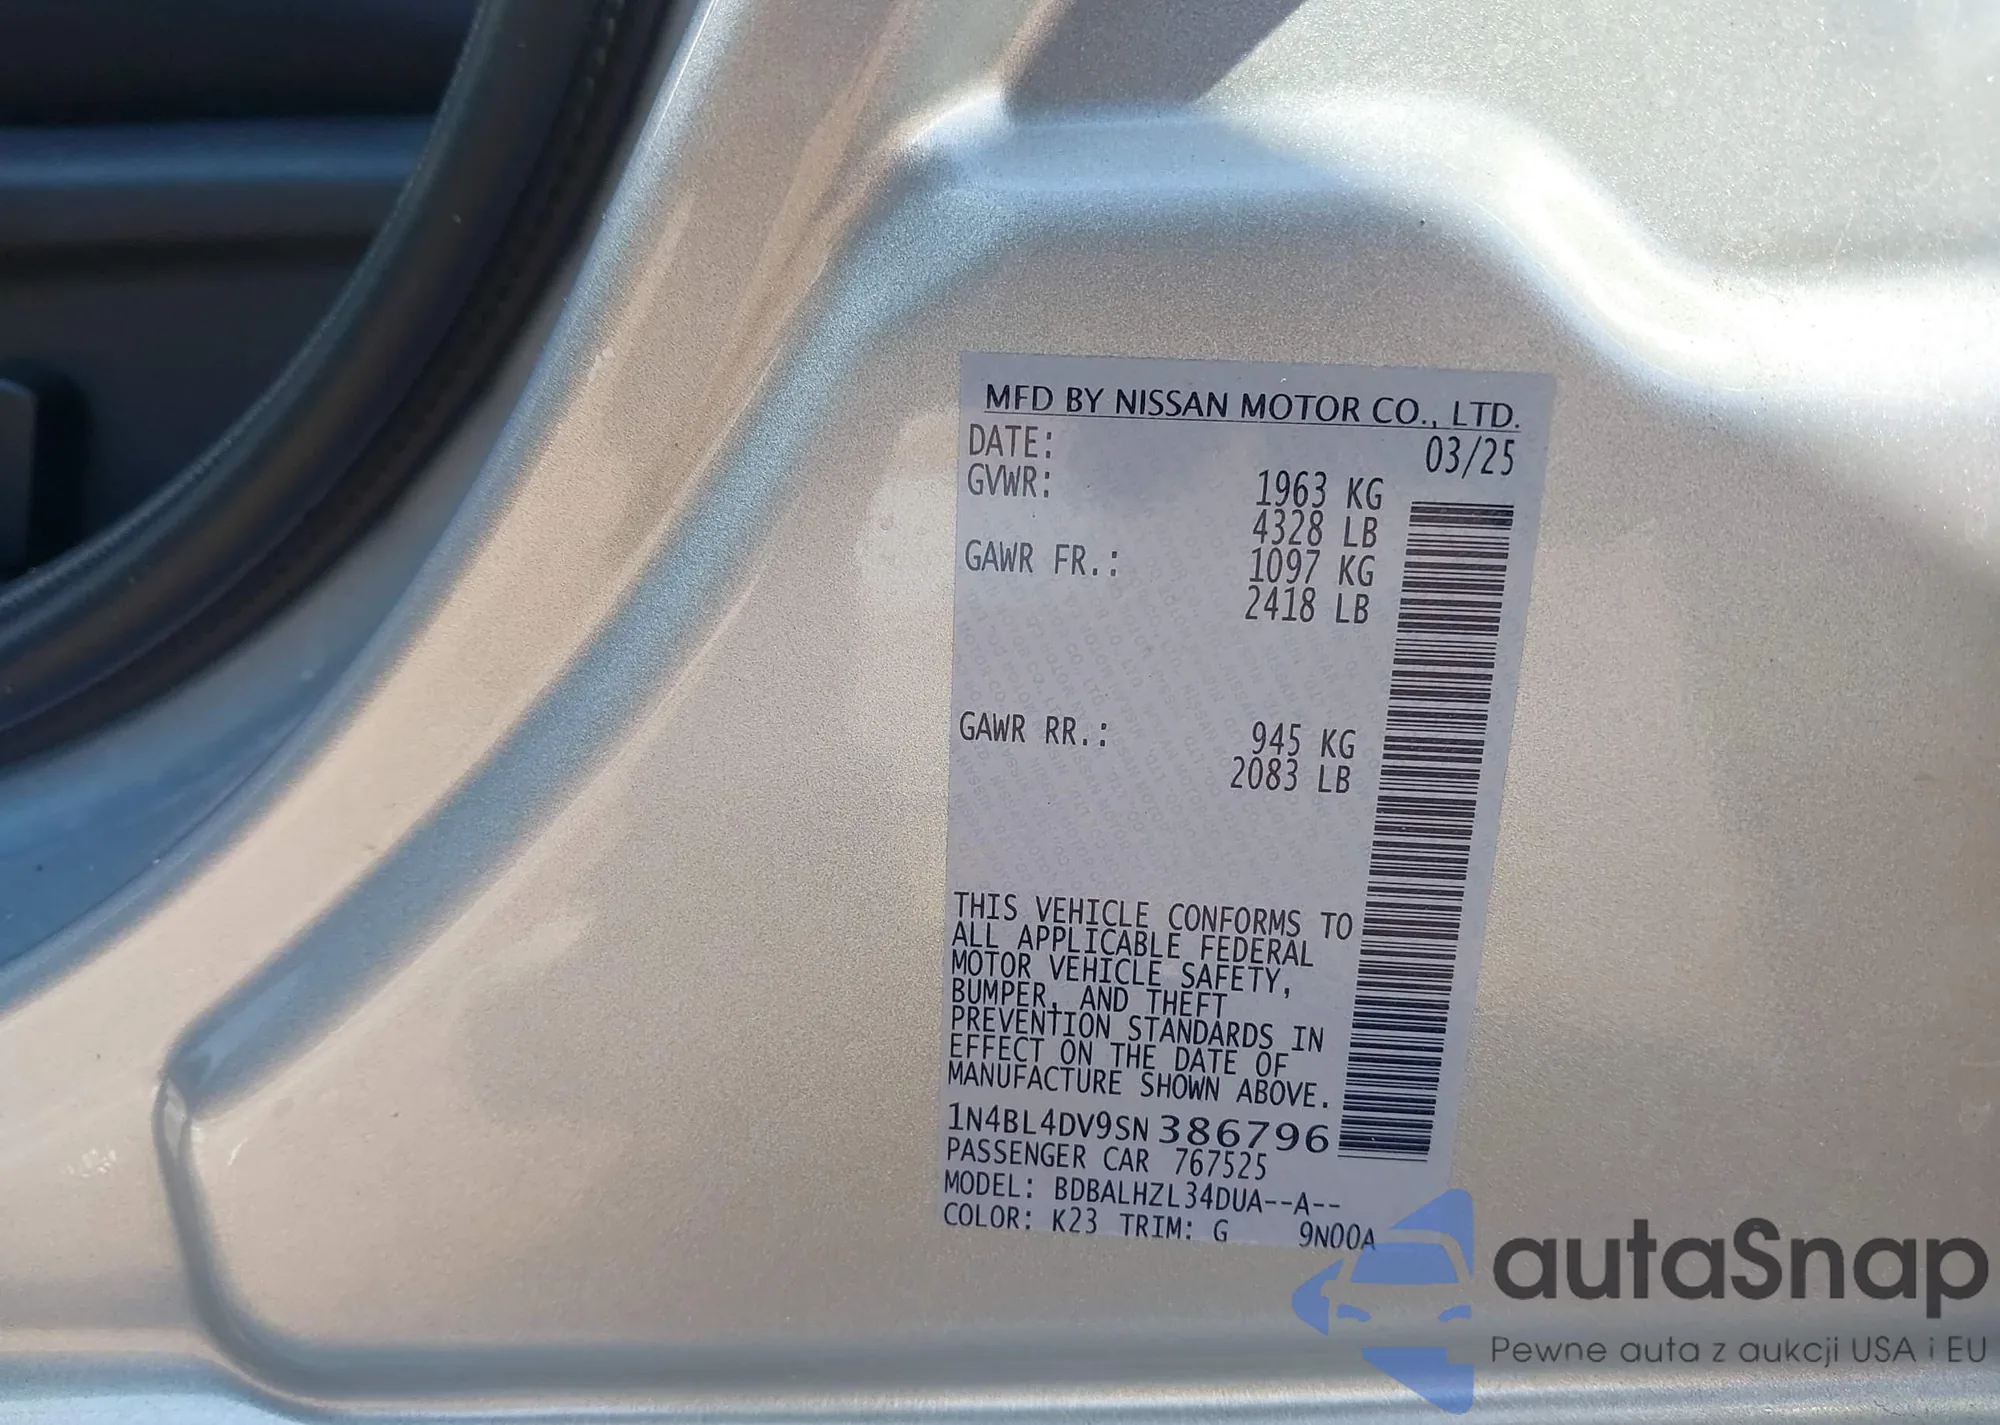 MFD BY NISSAN MOTOR CO., LTD.
DATE: 03/25
GVWR: 1963 KG
4328 LB
GAWR FR.: 1097 KG
2418 LB
GAWR RR.: 945 KG
2083 LB
THIS VEHICLE CONFORMS TO
ALL APPLICABLE FEDERAL
MOTOR VEHICLE SAFETY,
BUMPER, AND THEFT
PREVENTION STANDARDS IN
EFFECT ON THE DATE OF
MANUFACTURE SHOWN ABOVE.
1N4BL4DV9SN386796
PASSENGER CAR 767525
MODEL: BDBALHZL34DUA--A--
COLOR: K23 TRIM: G 9N00A
autaSnap
Pewne auta z aukcji USA i EU